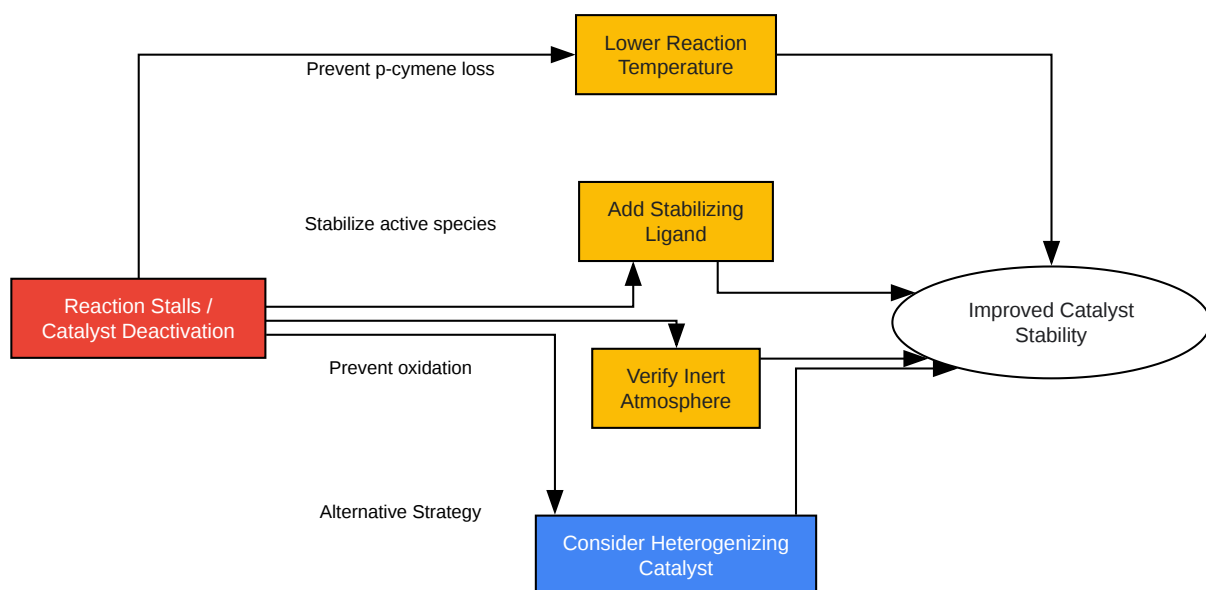 Lower Reaction
Temperature
Prevent p-cymene loss
Add Stabilizing
Ligand
Stabilize active species
Reaction Stalls /
Catalyst Deactivation
Improved Catalyst
Stability
Prevent oxidation
Verify Inert
Atmosphere
Alternative Strategy
Consider Heterogenizing
Catalyst